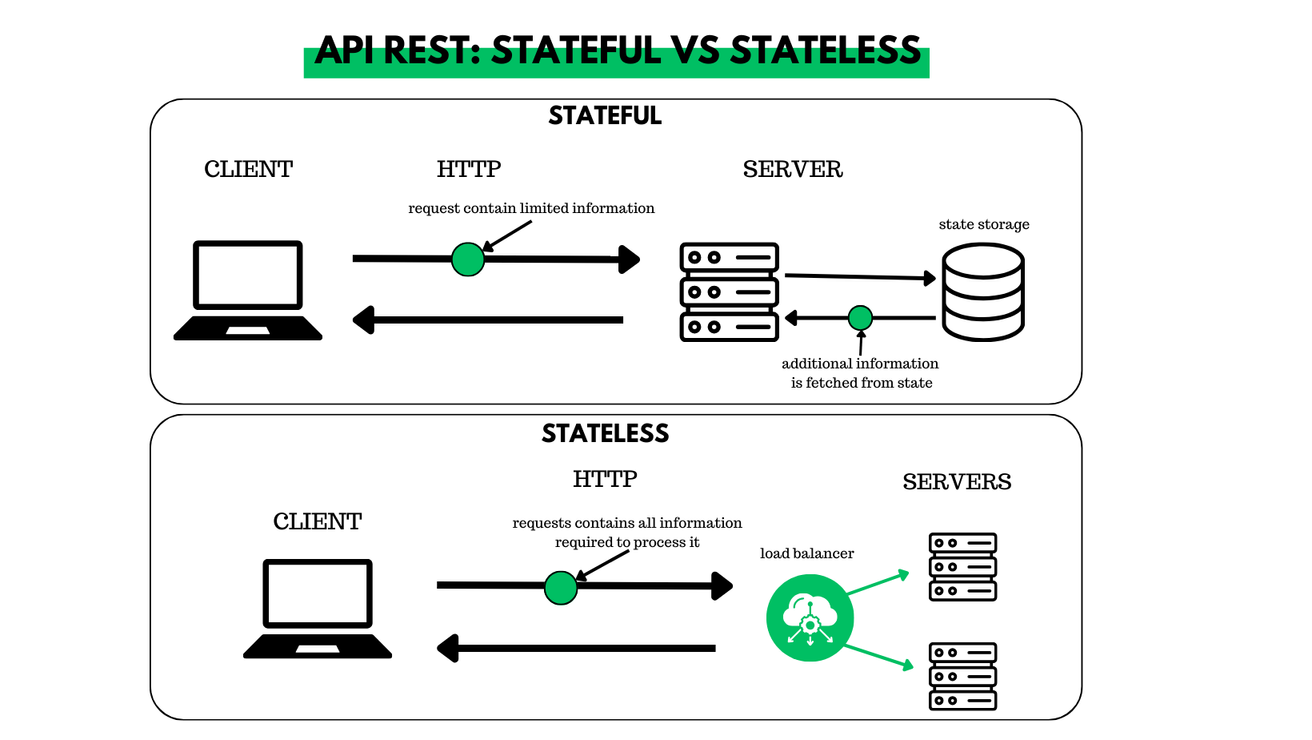 API REST: STATEFUL VS STATELESS
STATEFUL
CLIENT
HTTP
SERVER
request contain limited information
state storage
additional information
is fetched from state
STATELESS
HTTP
SERVERS
CLIENT
requests contains all information
required to process it
load balancer